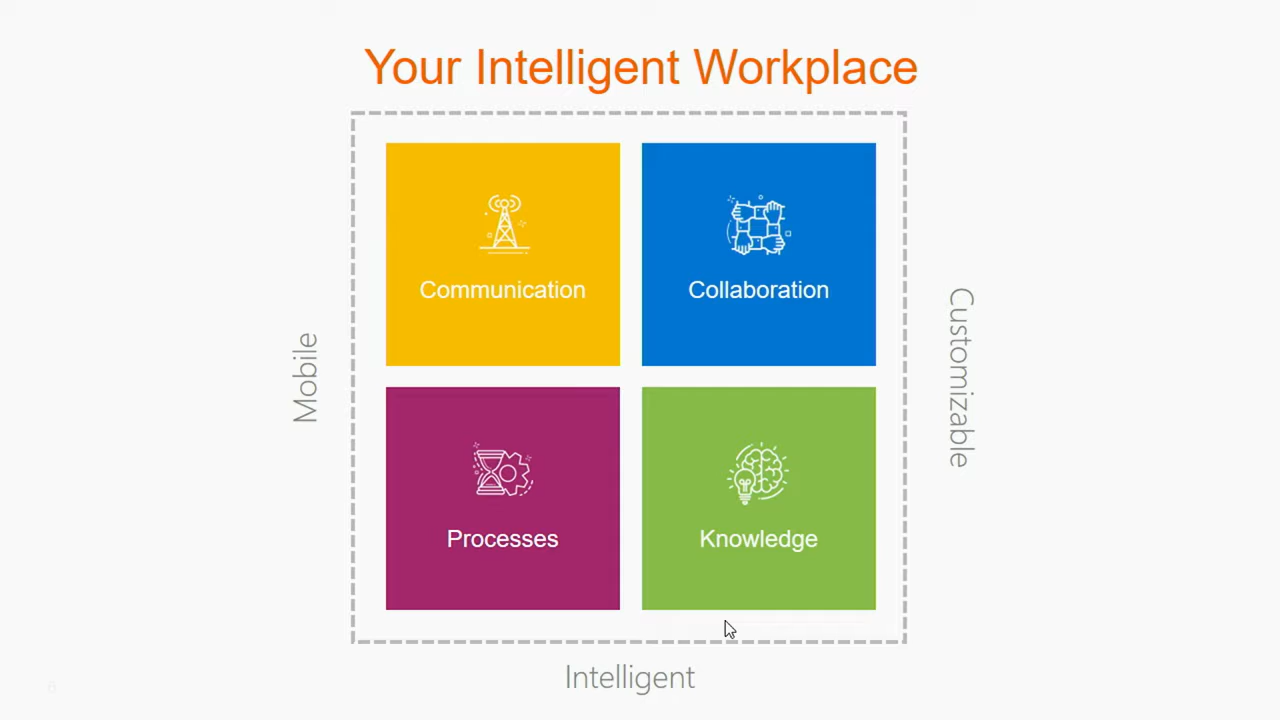 Your Intelligent Workplace
Communication
Collaboration
Mobile
Customizable
Processes
Knowledge
Intelligent